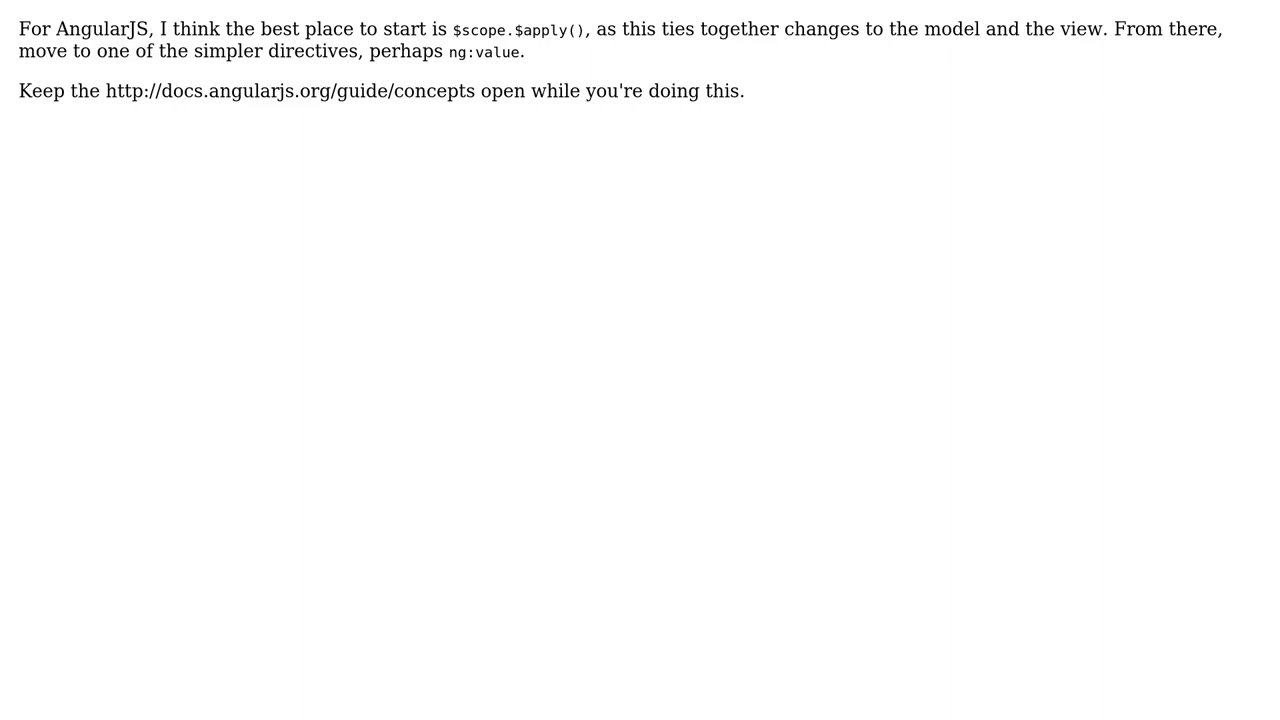 For AngularJS, I think the best place to start is $scope.$apply(), as this ties together changes to the model and the view. From there,
move to one of the simpler directives, perhaps ng:value.
Keep the http://docs.angularjs.org/guide/concepts open while you're doing this.